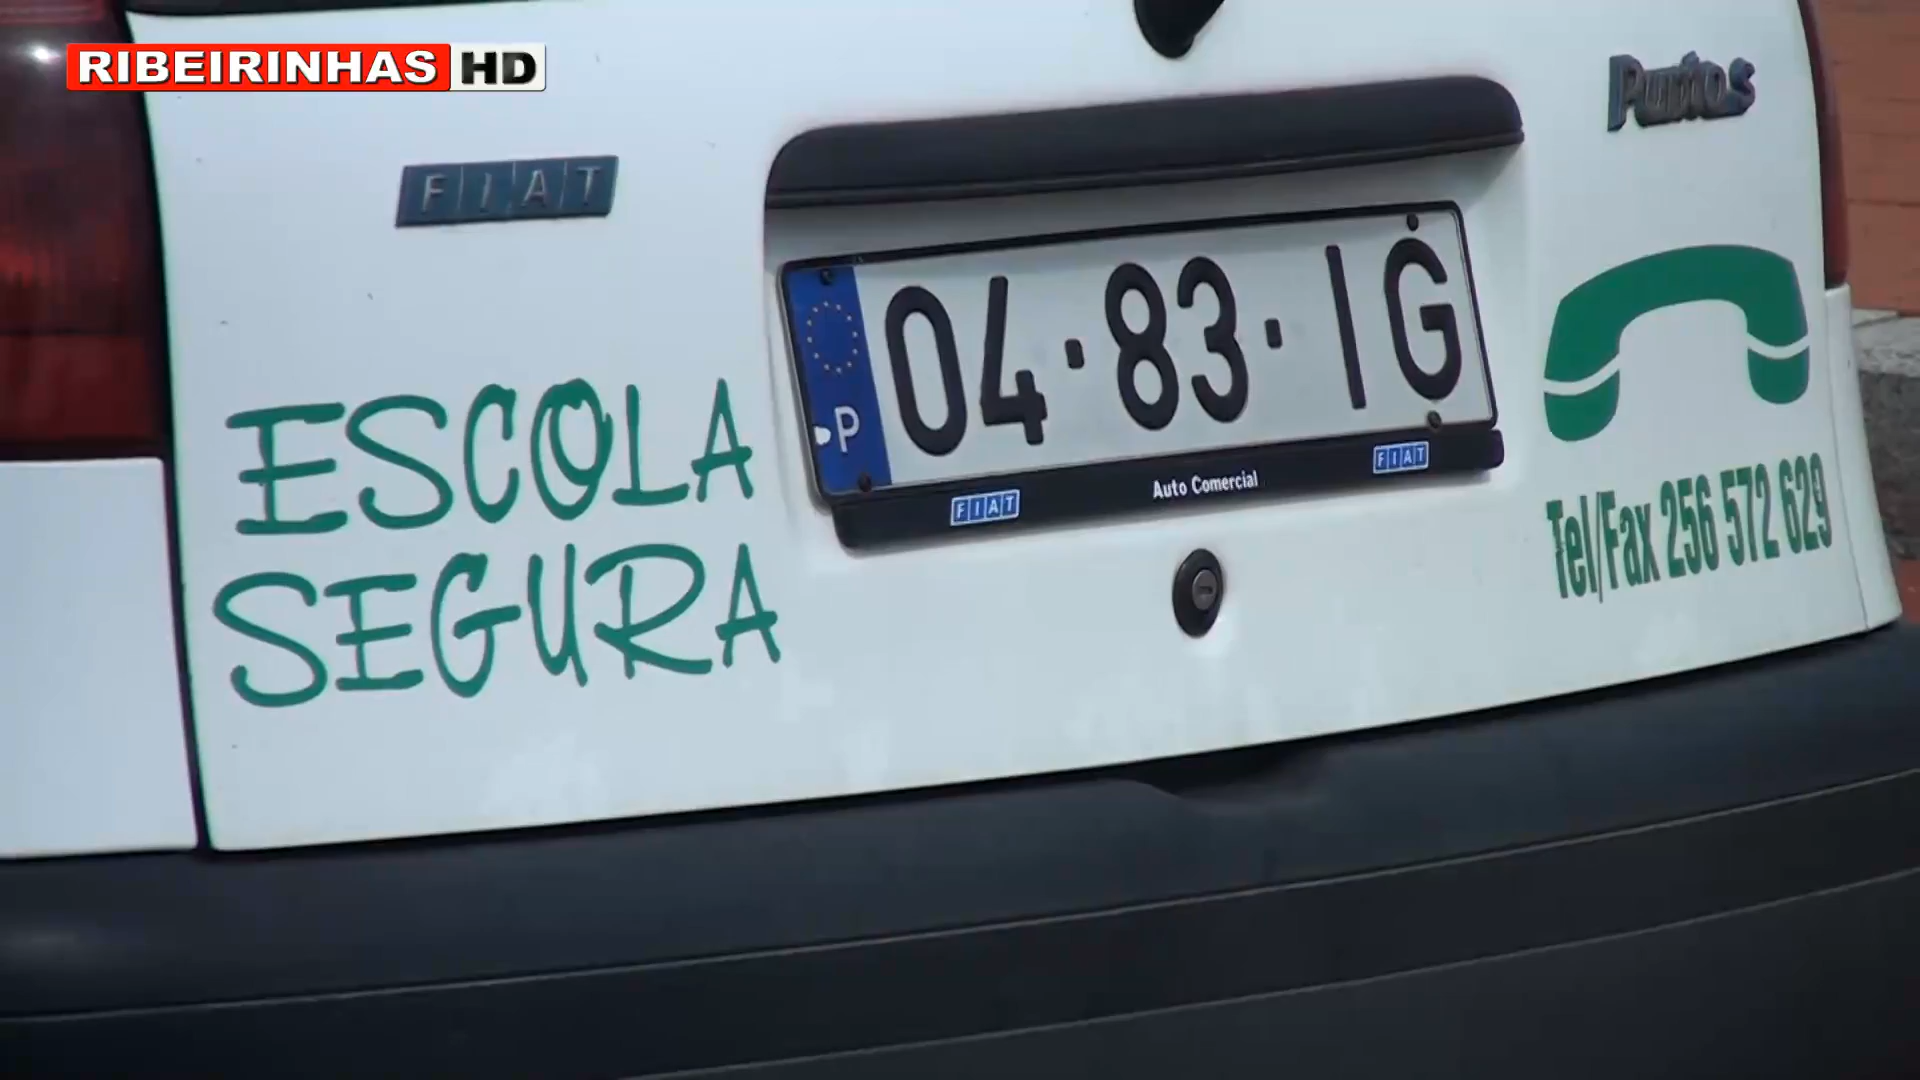 RIBEIRINHAS HD
Punto S
FIAT
04·83·IG
P
FIAT Auto Comercial FIAT
ESCOLA
SEGURA
Tel/Fax 256 572 629